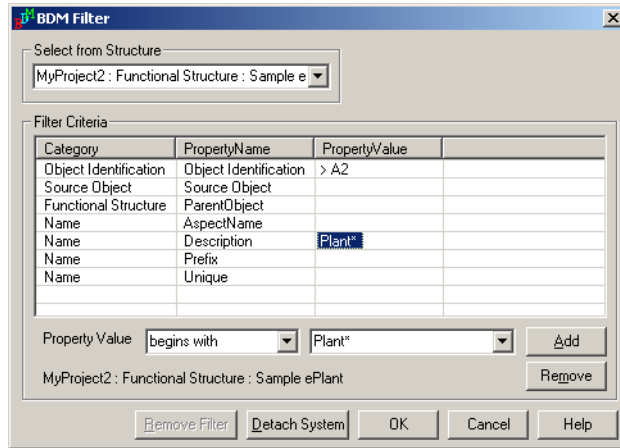 BDM Filter
Select from Structure
MyProject2 : Functional Structure : Sample e
Filter Criteria
Category PropertyName PropertyValue
Object Identification Object Identification > A2
Source Object Source Object
Functional Structure ParentObject
Name AspectName
Name Description Plant*
Name Prefix
Name Unique
Property Value begins with Plant* Add
MyProject2 : Functional Structure : Sample ePlant Remove
Remove Filter Detach System OK Cancel Help